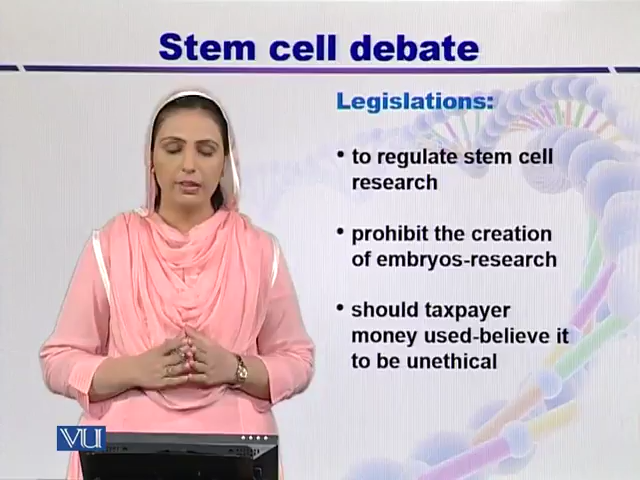 Stem cell debate
Legislations:
• to regulate stem cell
research
• prohibit the creation
of embryos-research
• should taxpayer
money used-believe it
to be unethical
VU